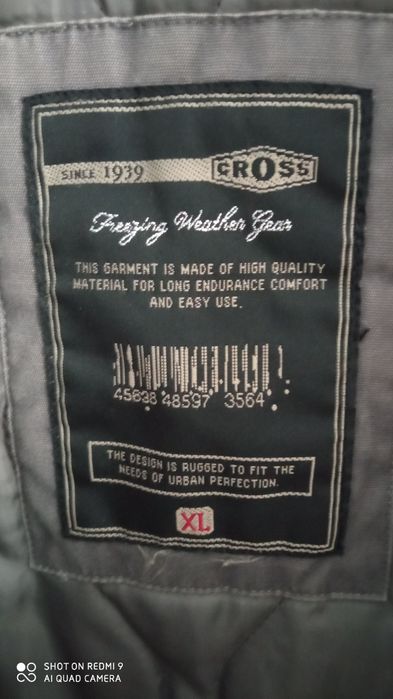 SINCE 1939 CROSS
Freezing Weather Gear
THIS GARMENT IS MADE OF HIGH QUALITY
MATERIAL FOR LONG ENDURANCE COMFORT
AND EASY USE.
45698 48597 3564
THE DESIGN IS RUGGED TO FIT THE
NEEDS OF URBAN PERFECTION.
XL
SHOT ON REDMI 9
AI QUAD CAMERA